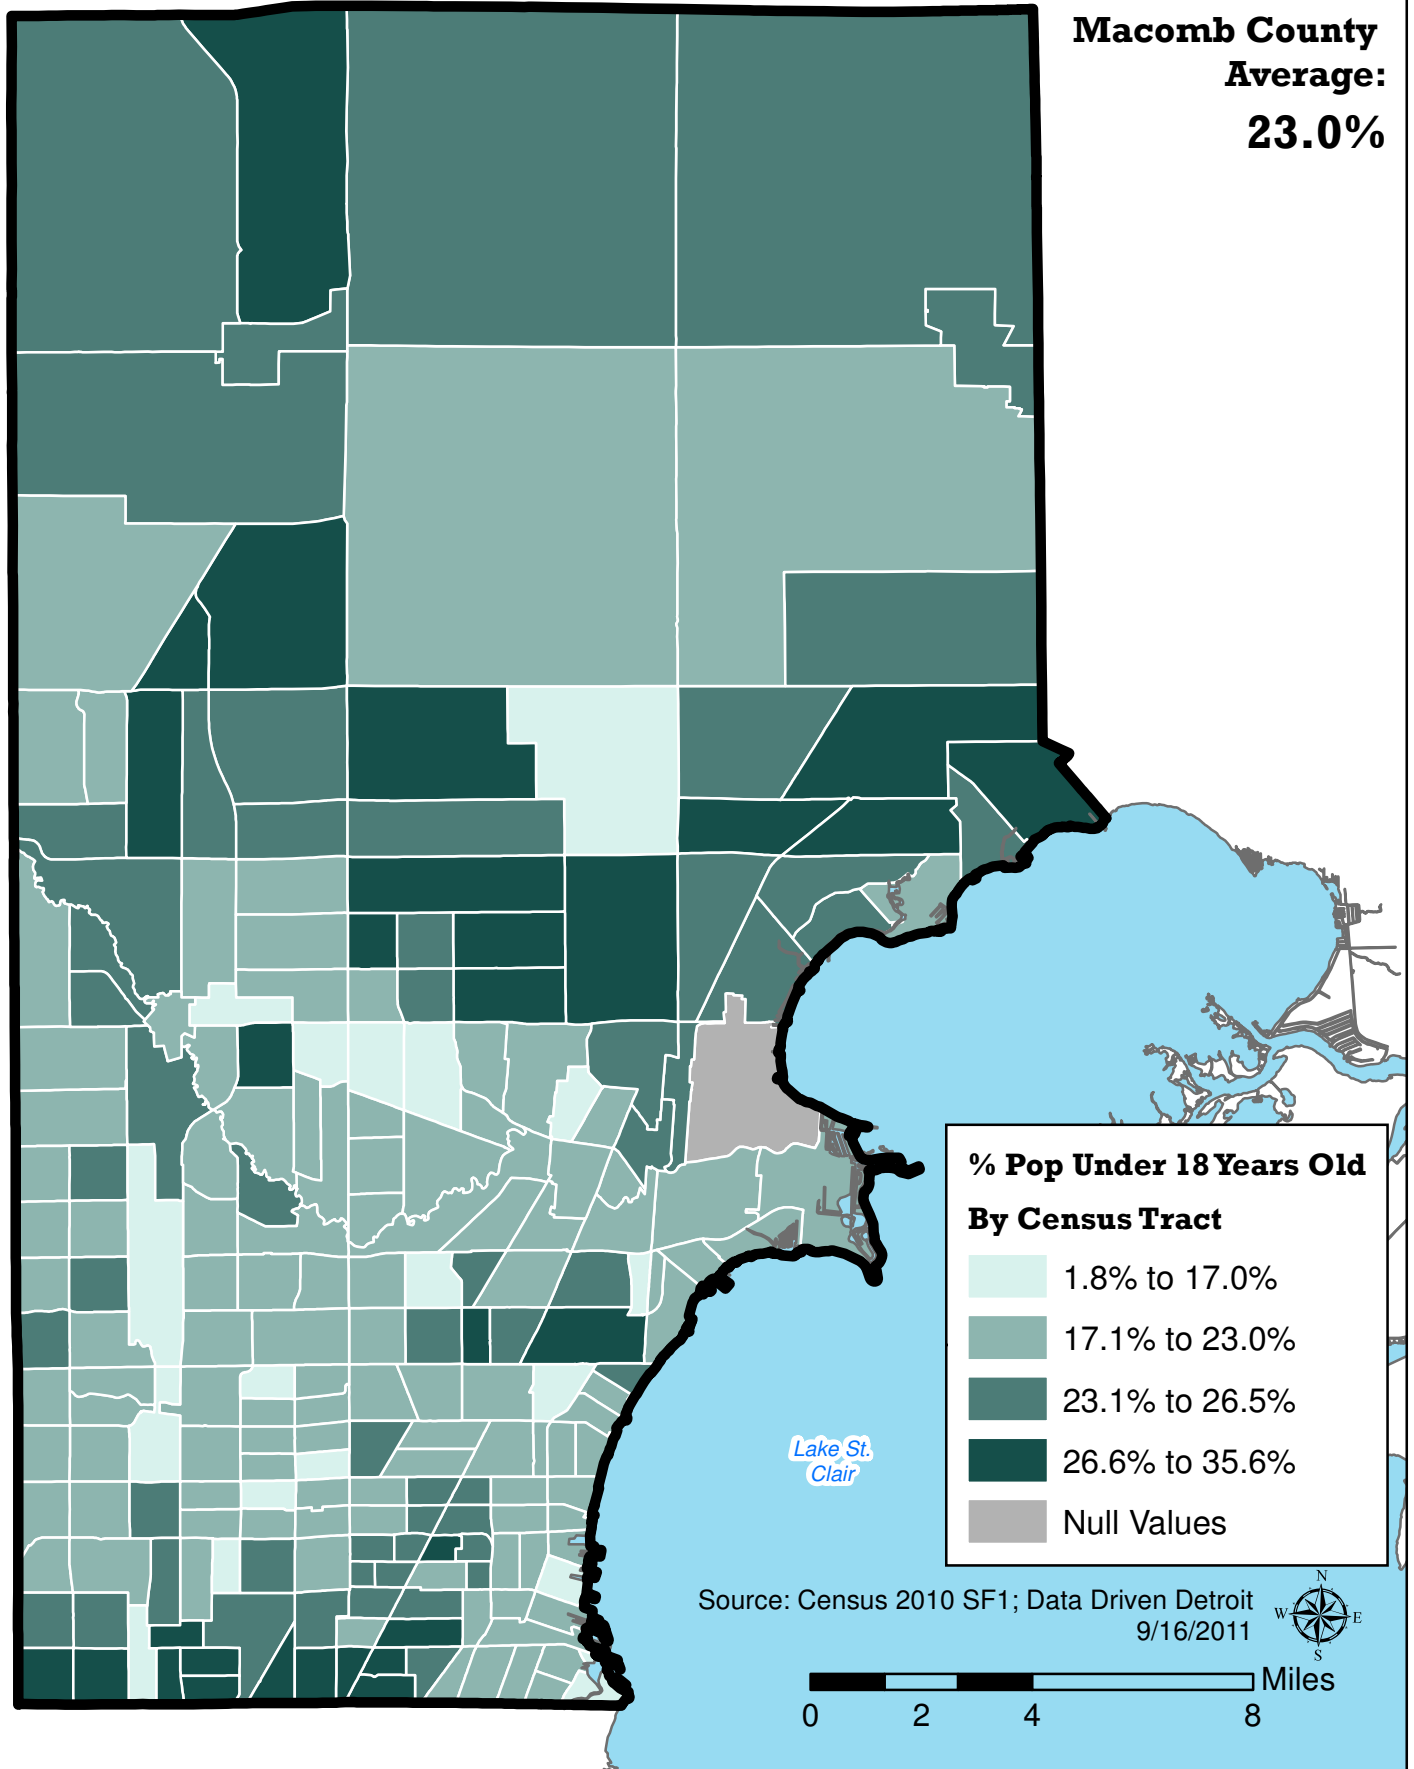 Macomb County
Average:
23.0%
% Pop Under 18 Years Old
By Census Tract
1.8% to 17.0%
17.1% to 23.0%
23.1% to 26.5%
26.6% to 35.6%
Null Values
Lake St.
Clair
Source: Census 2010 SF1; Data Driven Detroit
9/16/2011
N
W E
S
Miles
0 2 4 8